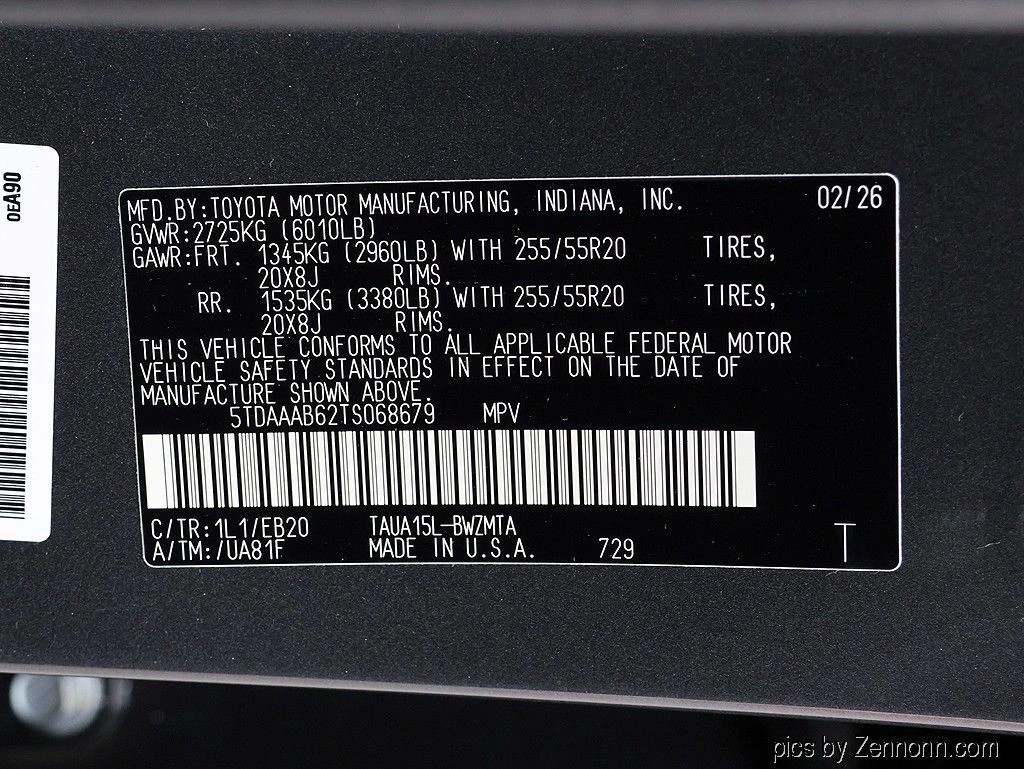 0EA90
MFD.BY:TOYOTA MOTOR MANUFACTURING, INDIANA, INC. 02/26
GVWR:2725KG (6010LB)
GAWR:FRT. 1345KG (2960LB) WITH 255/55R20 TIRES,
20X8J RIMS.
RR. 1535KG (3380LB) WITH 255/55R20 TIRES,
20X8J RIMS.
THIS VEHICLE CONFORMS TO ALL APPLICABLE FEDERAL MOTOR
VEHICLE SAFETY STANDARDS IN EFFECT ON THE DATE OF
MANUFACTURE SHOWN ABOVE.
5TDAAAB62TS068679 MPV
C/TR:1L1/EB20 TAUA15L-BWZMTA
A/TM:/UA81F MADE IN U.S.A. 729 T
pics by Zennonn.com